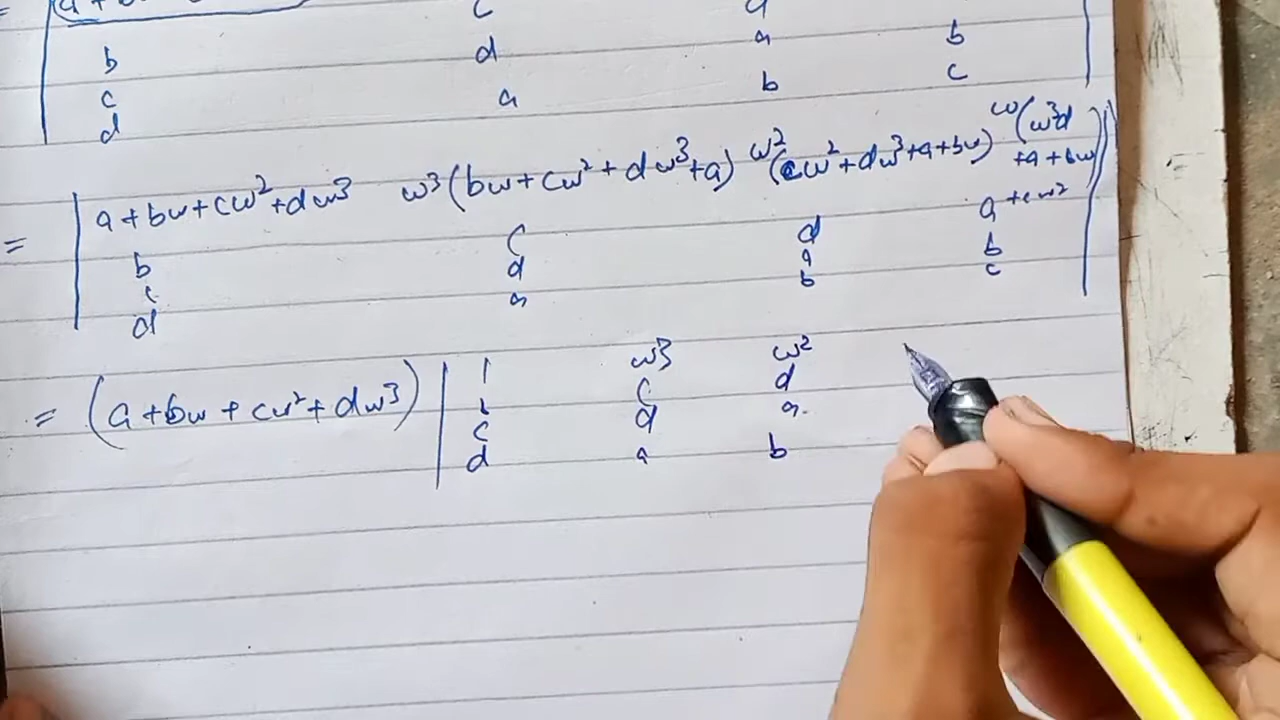 = | a + b
c d
b d a b
c a b c
d
= | a + bω + cω² + dω³ ω³(bω + cω² + dω³ + a) ω²(cω² + dω³ + a + bω) ω(ω³d + a + bω + cω²) |
b c d a
c d a b
d a b c
= (a + bω + cω² + dω³) | 1 ω³ ω²
b c d
c d a
d a b